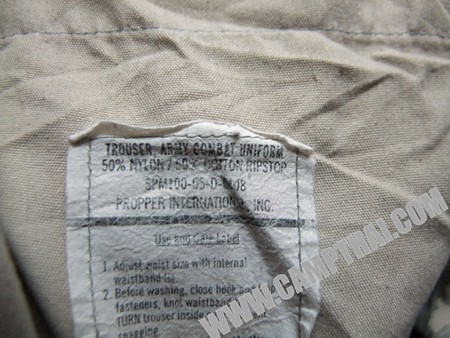 TROUSER, ARMY COMBAT UNIFORM
50% NYLON / 50% COTTON RIPSTOP
PROPPER INTERNATIONAL, INC.
Use and Care Label
1. Adjust waist size with internal
waistband
2. Before washing, close hook and
fasteners, knot waistband
TURN trouser inside
snagging
WWW.CAMPTHAI.COM